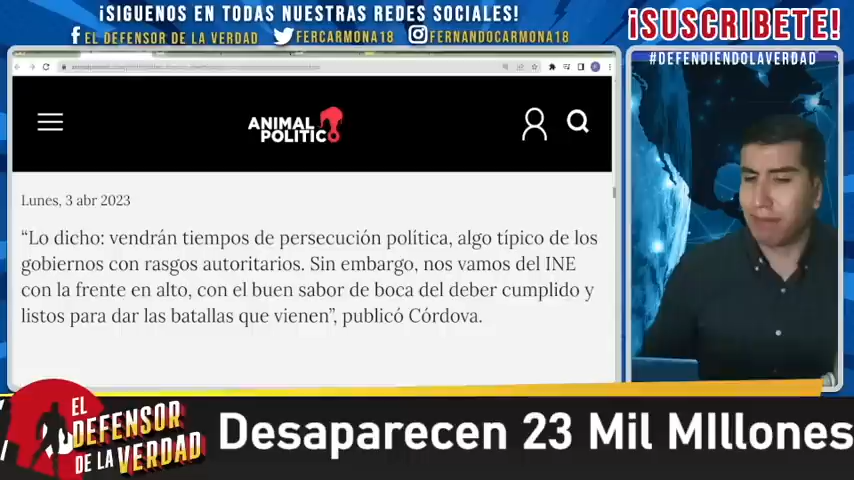 ¡SIGUENOS EN TODAS NUESTRAS REDES SOCIALES!
EL DEFENSOR DE LA VERDAD FERCARMONA18 FERNANDOCARMONA18
¡SUSCRIBETE!
#DEFENDIENDOLAVERDAD
ANIMAL
POLITICO
Lunes, 3 abr 2023
“Lo dicho: vendrán tiempos de persecución política, algo típico de los
gobiernos con rasgos autoritarios. Sin embargo, nos vamos del INE
con la frente en alto, con el buen sabor de boca del deber cumplido y
listos para dar las batallas que vienen”, publicó Córdova.
EL
DEFENSOR
DE LA VERDAD
Desaparecen 23 Mil MIllones